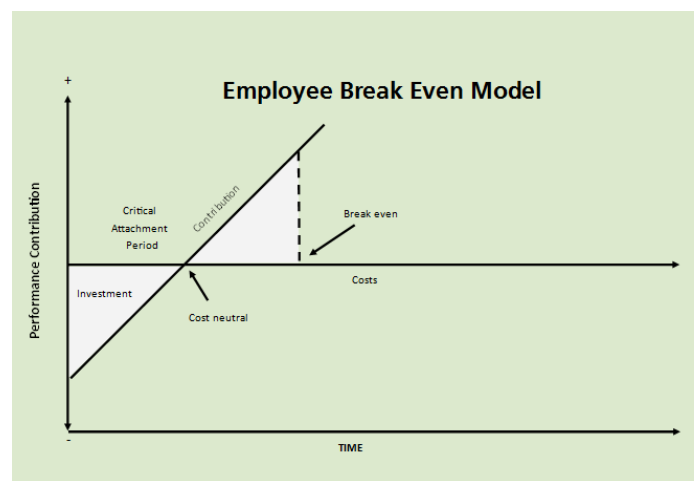 +
Employee Break Even Model
Performance Contribution
Critical
Attachment
Period
Contribution
Break even
Costs
Investment
Cost neutral
-
TIME